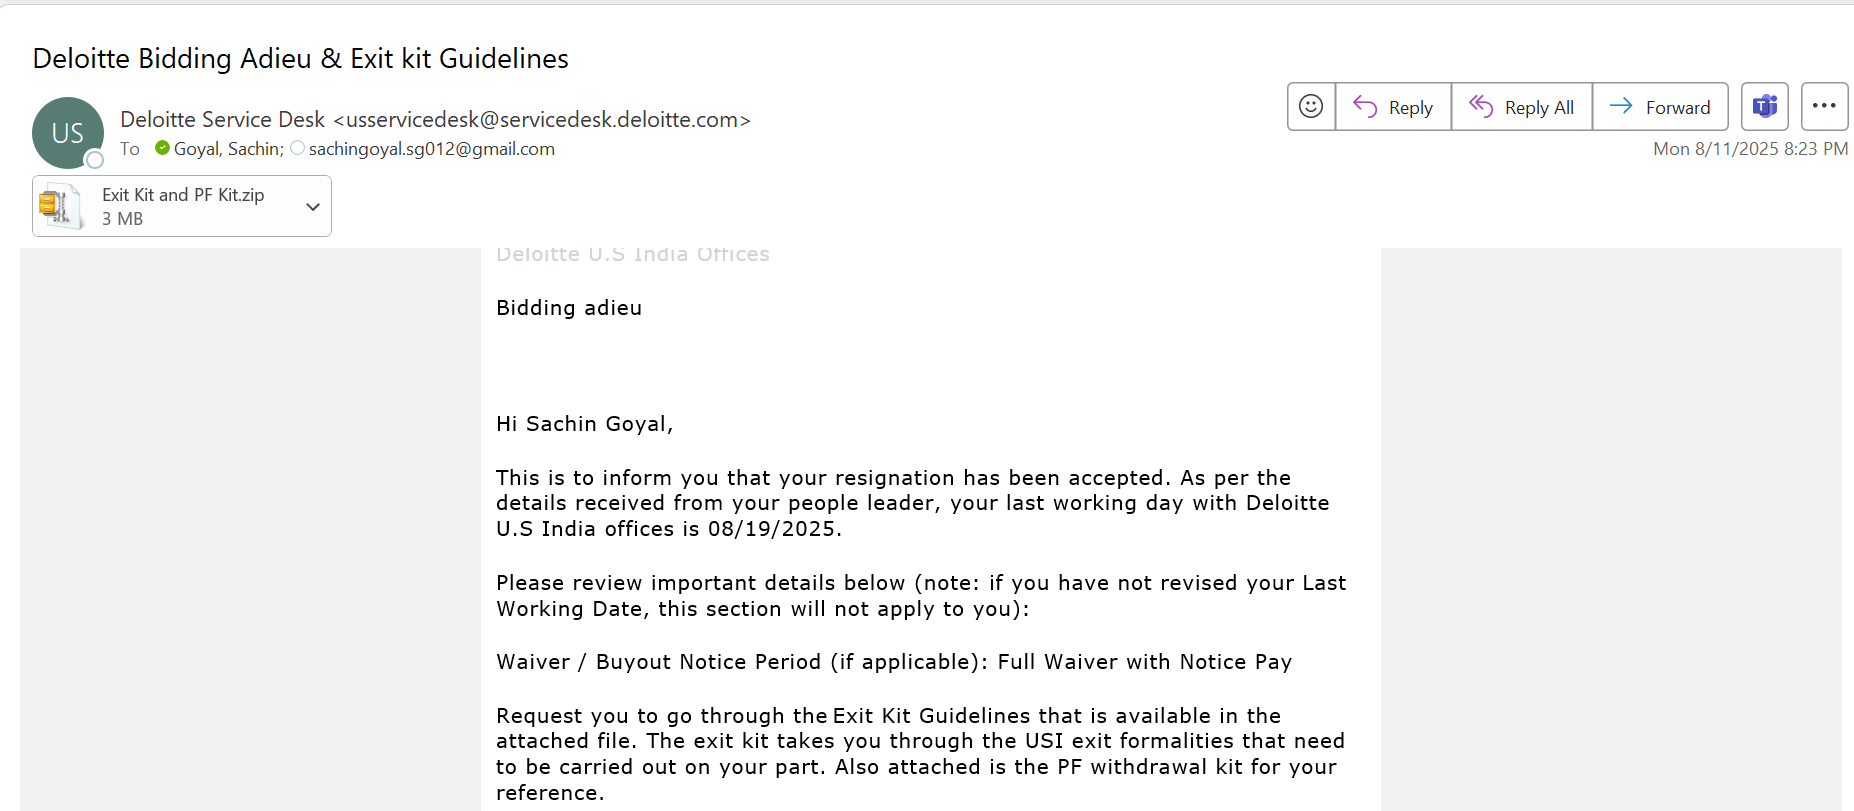 Deloitte Bidding Adieu & Exit kit Guidelines
US
Deloitte Service Desk <usservicedesk@servicedesk.deloitte.com>
To Goyal, Sachin; sachingoyal.sg012@gmail.com
Reply
Reply All
Forward
Mon 8/11/2025 8:23 PM
Exit Kit and PF Kit.zip
3 MB
Deloitte U.S India Offices
Bidding adieu
Hi Sachin Goyal,
This is to inform you that your resignation has been accepted. As per the
details received from your people leader, your last working day with Deloitte
U.S India offices is 08/19/2025.
Please review important details below (note: if you have not revised your Last
Working Date, this section will not apply to you):
Waiver / Buyout Notice Period (if applicable): Full Waiver with Notice Pay
Request you to go through the Exit Kit Guidelines that is available in the
attached file. The exit kit takes you through the USI exit formalities that need
to be carried out on your part. Also attached is the PF withdrawal kit for your
reference.